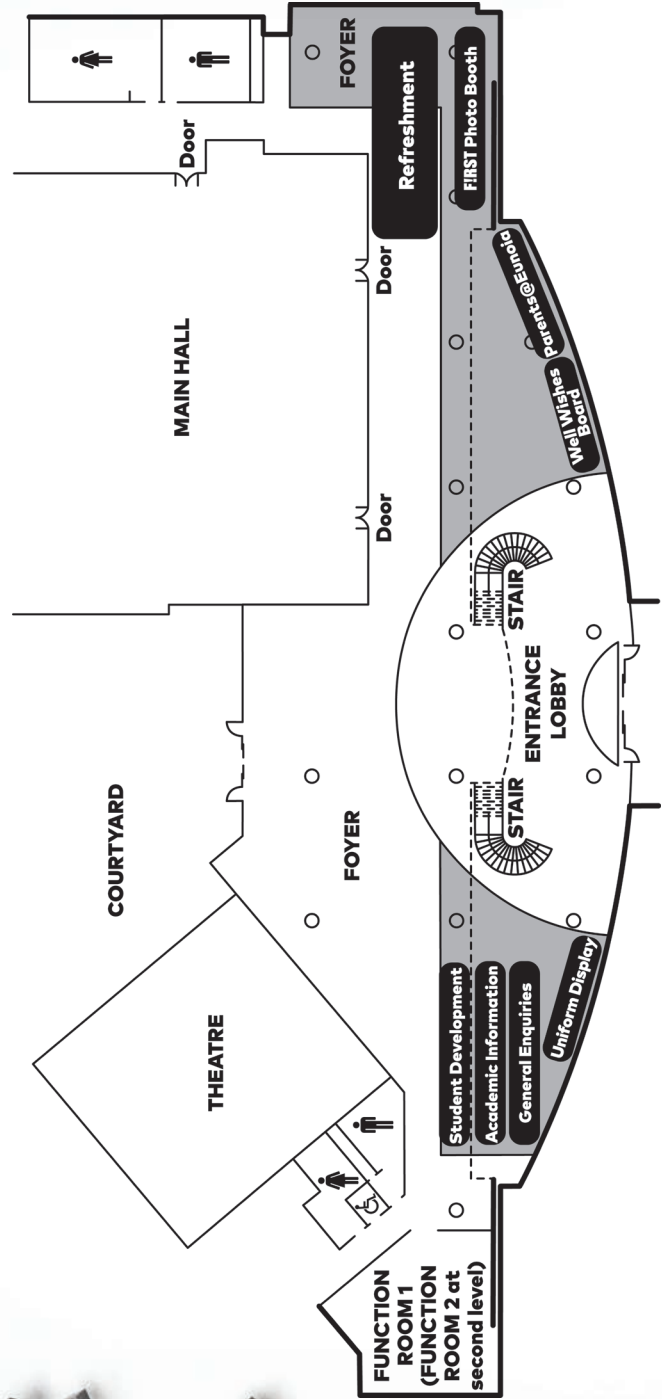 COURTYARD
MAIN HALL
Door
THEATRE
FOYER
FOYER
Door
Door
FUNCTION
ROOM 1
(FUNCTION
ROOM 2 at
second level)
Refreshment
F!RST Photo Booth
Student Development
Academic Information
General Enquiries
Uniform Display
STAIR
STAIR
ENTRANCE
LOBBY
Parents@Eunoia
Well Wishes
Board